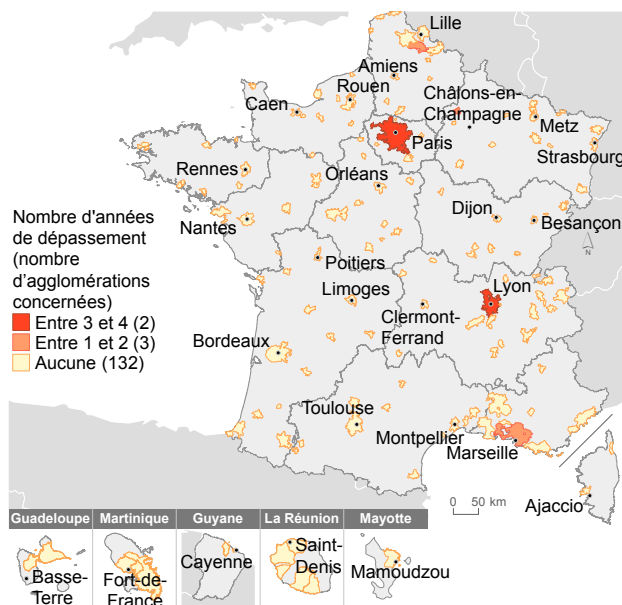 Lille
Amiens
Rouen
Caen
Châlons-en-
Champagne
Metz
Paris
Strasbourg
Rennes
Orléans
Nombre d'années
de dépassement
(nombre
d’agglomérations
concernées)
Entre 3 et 4 (2)
Entre 1 et 2 (3)
Aucune (132)
Nantes
Dijon
Besançon
N
Poitiers
Limoges
Lyon
Clermont-
Ferrand
Bordeaux
Toulouse
Montpellier
Marseille
0 50 km
Ajaccio
Guadeloupe
Basse-
Terre
Martinique
Fort-de-
France
Guyane
Cayenne
La Réunion
Saint-
Denis
Mayotte
Mamoudzou